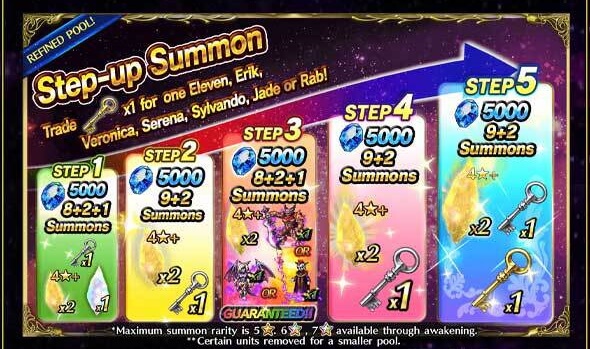 REFINED POOL!
Step-up Summon
Trade x1 for one Eleven, Erik,
Veronica, Serena, Sylvando, Jade or Rab!
STEP 1
5000
8+2+1
Summons
x1
4★+
x2
x1
STEP 2
5000
9+2
Summons
4★+
x2
x1
STEP 3
5000
8+2+1
Summons
4★+
x2
x1
OR
OR
x1
x1
GUARANTEED!!
STEP 4
5000
9+2
Summons
4★+
x2
x1
STEP 5
5000
9+2
Summons
4★+
x2
x1
x1
*Maximum summon rarity is 5★. 6★, 7★ available through awakening.
**Certain units removed for a smaller pool.